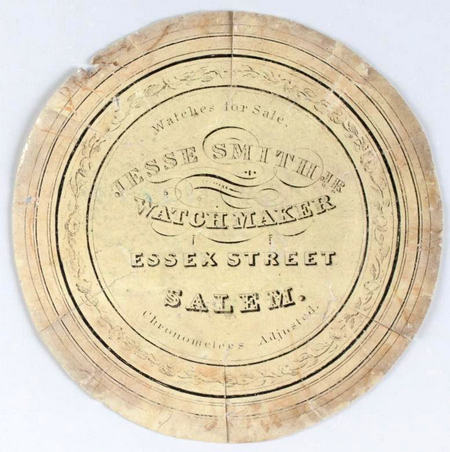 Watches for Sale.
JESSE SMITH JR.
WATCHMAKER
ESSEX STREET
SALEM.
Chronometers Adjusted.